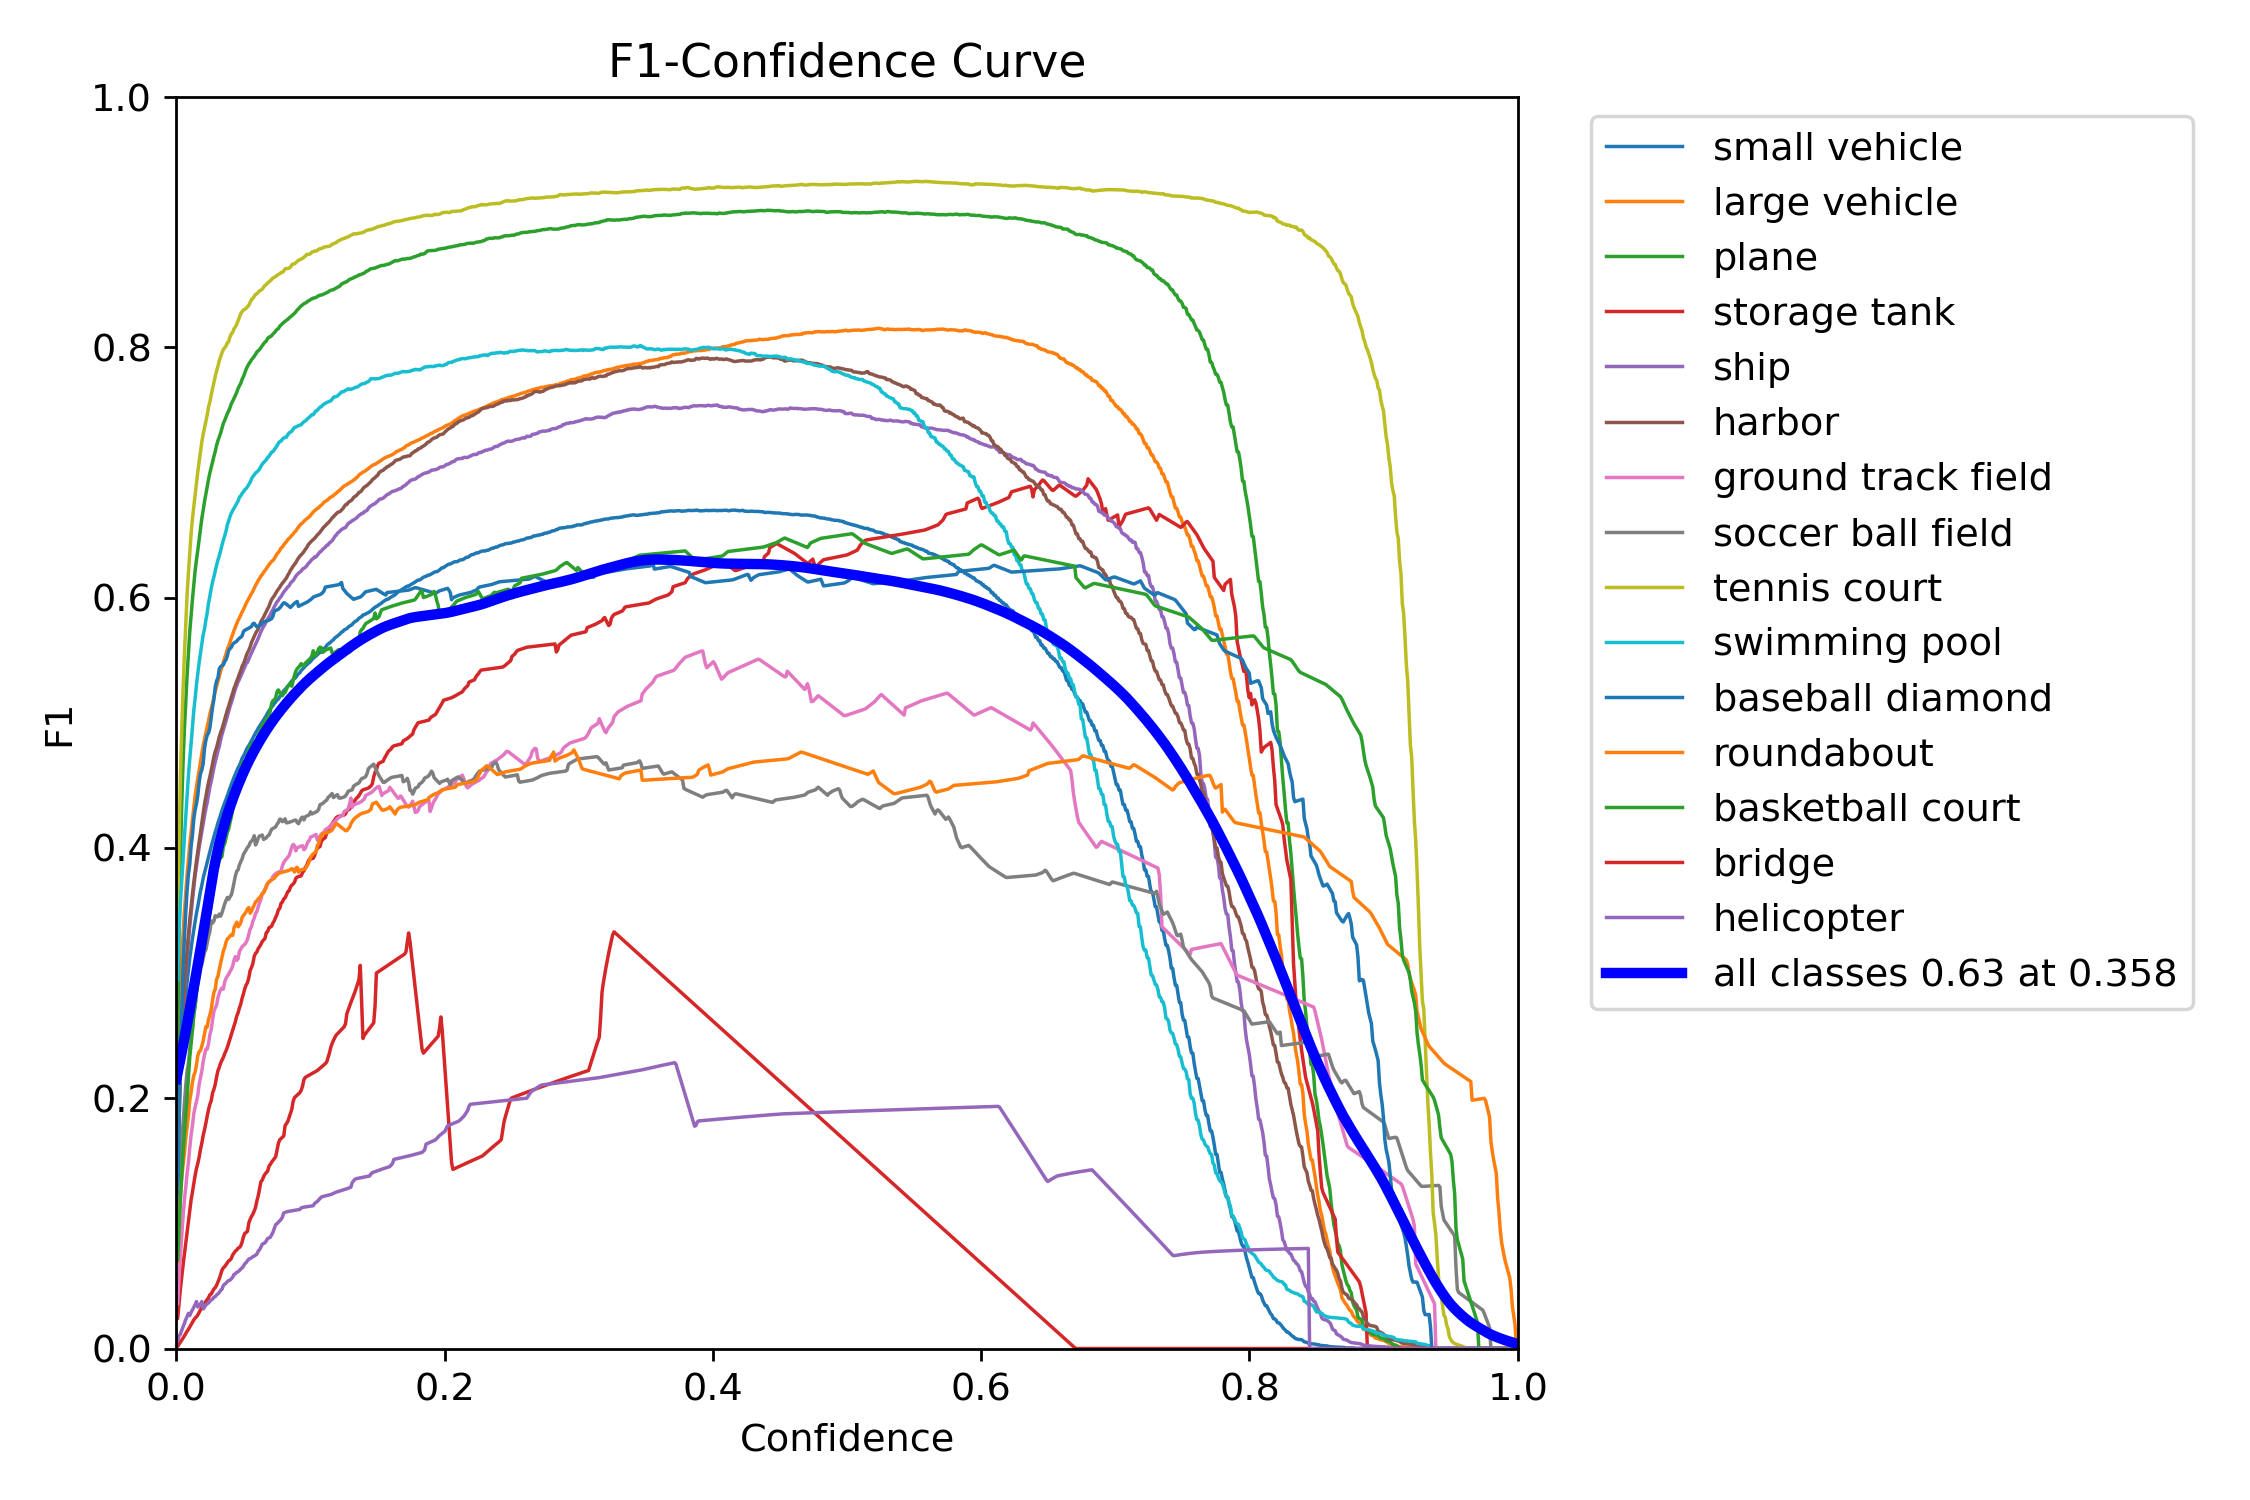 F1-Confidence Curve
1.0
0.8
0.6
0.4
0.2
0.0
F1
0.0 0.2 0.4 0.6 0.8 1.0
Confidence
small vehicle
large vehicle
plane
storage tank
ship
harbor
ground track field
soccer ball field
tennis court
swimming pool
baseball diamond
roundabout
basketball court
bridge
helicopter
all classes 0.63 at 0.358